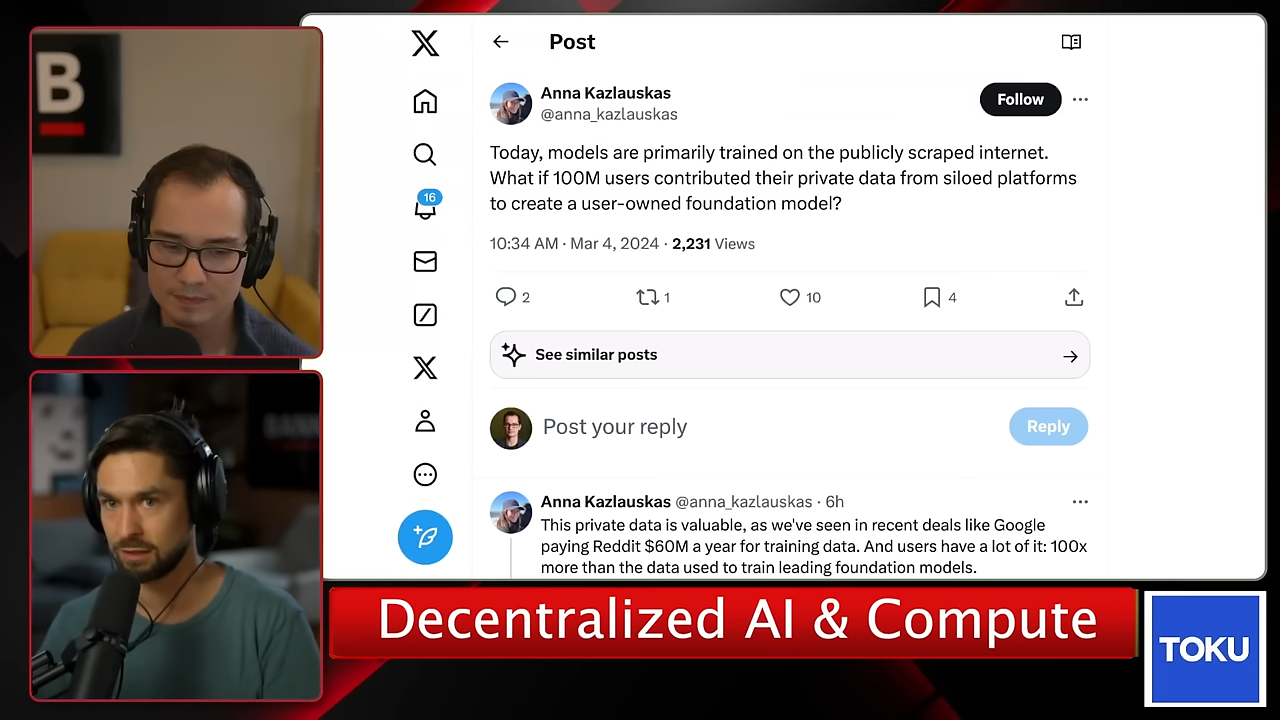 B
X
Post
Anna Kazlauskas
@anna_kazlauskas
Follow
Today, models are primarily trained on the publicly scraped internet.
What if 100M users contributed their private data from siloed platforms
to create a user-owned foundation model?
16
10:34 AM · Mar 4, 2024 · 2,231 Views
2
1
10
4
See similar posts
X
Post your reply
Reply
Anna Kazlauskas @anna_kazlauskas · 6h
This private data is valuable, as we've seen in recent deals like Google
paying Reddit $60M a year for training data. And users have a lot of it: 100x
more than the data used to train leading foundation models.
Decentralized AI & Compute
TOKU